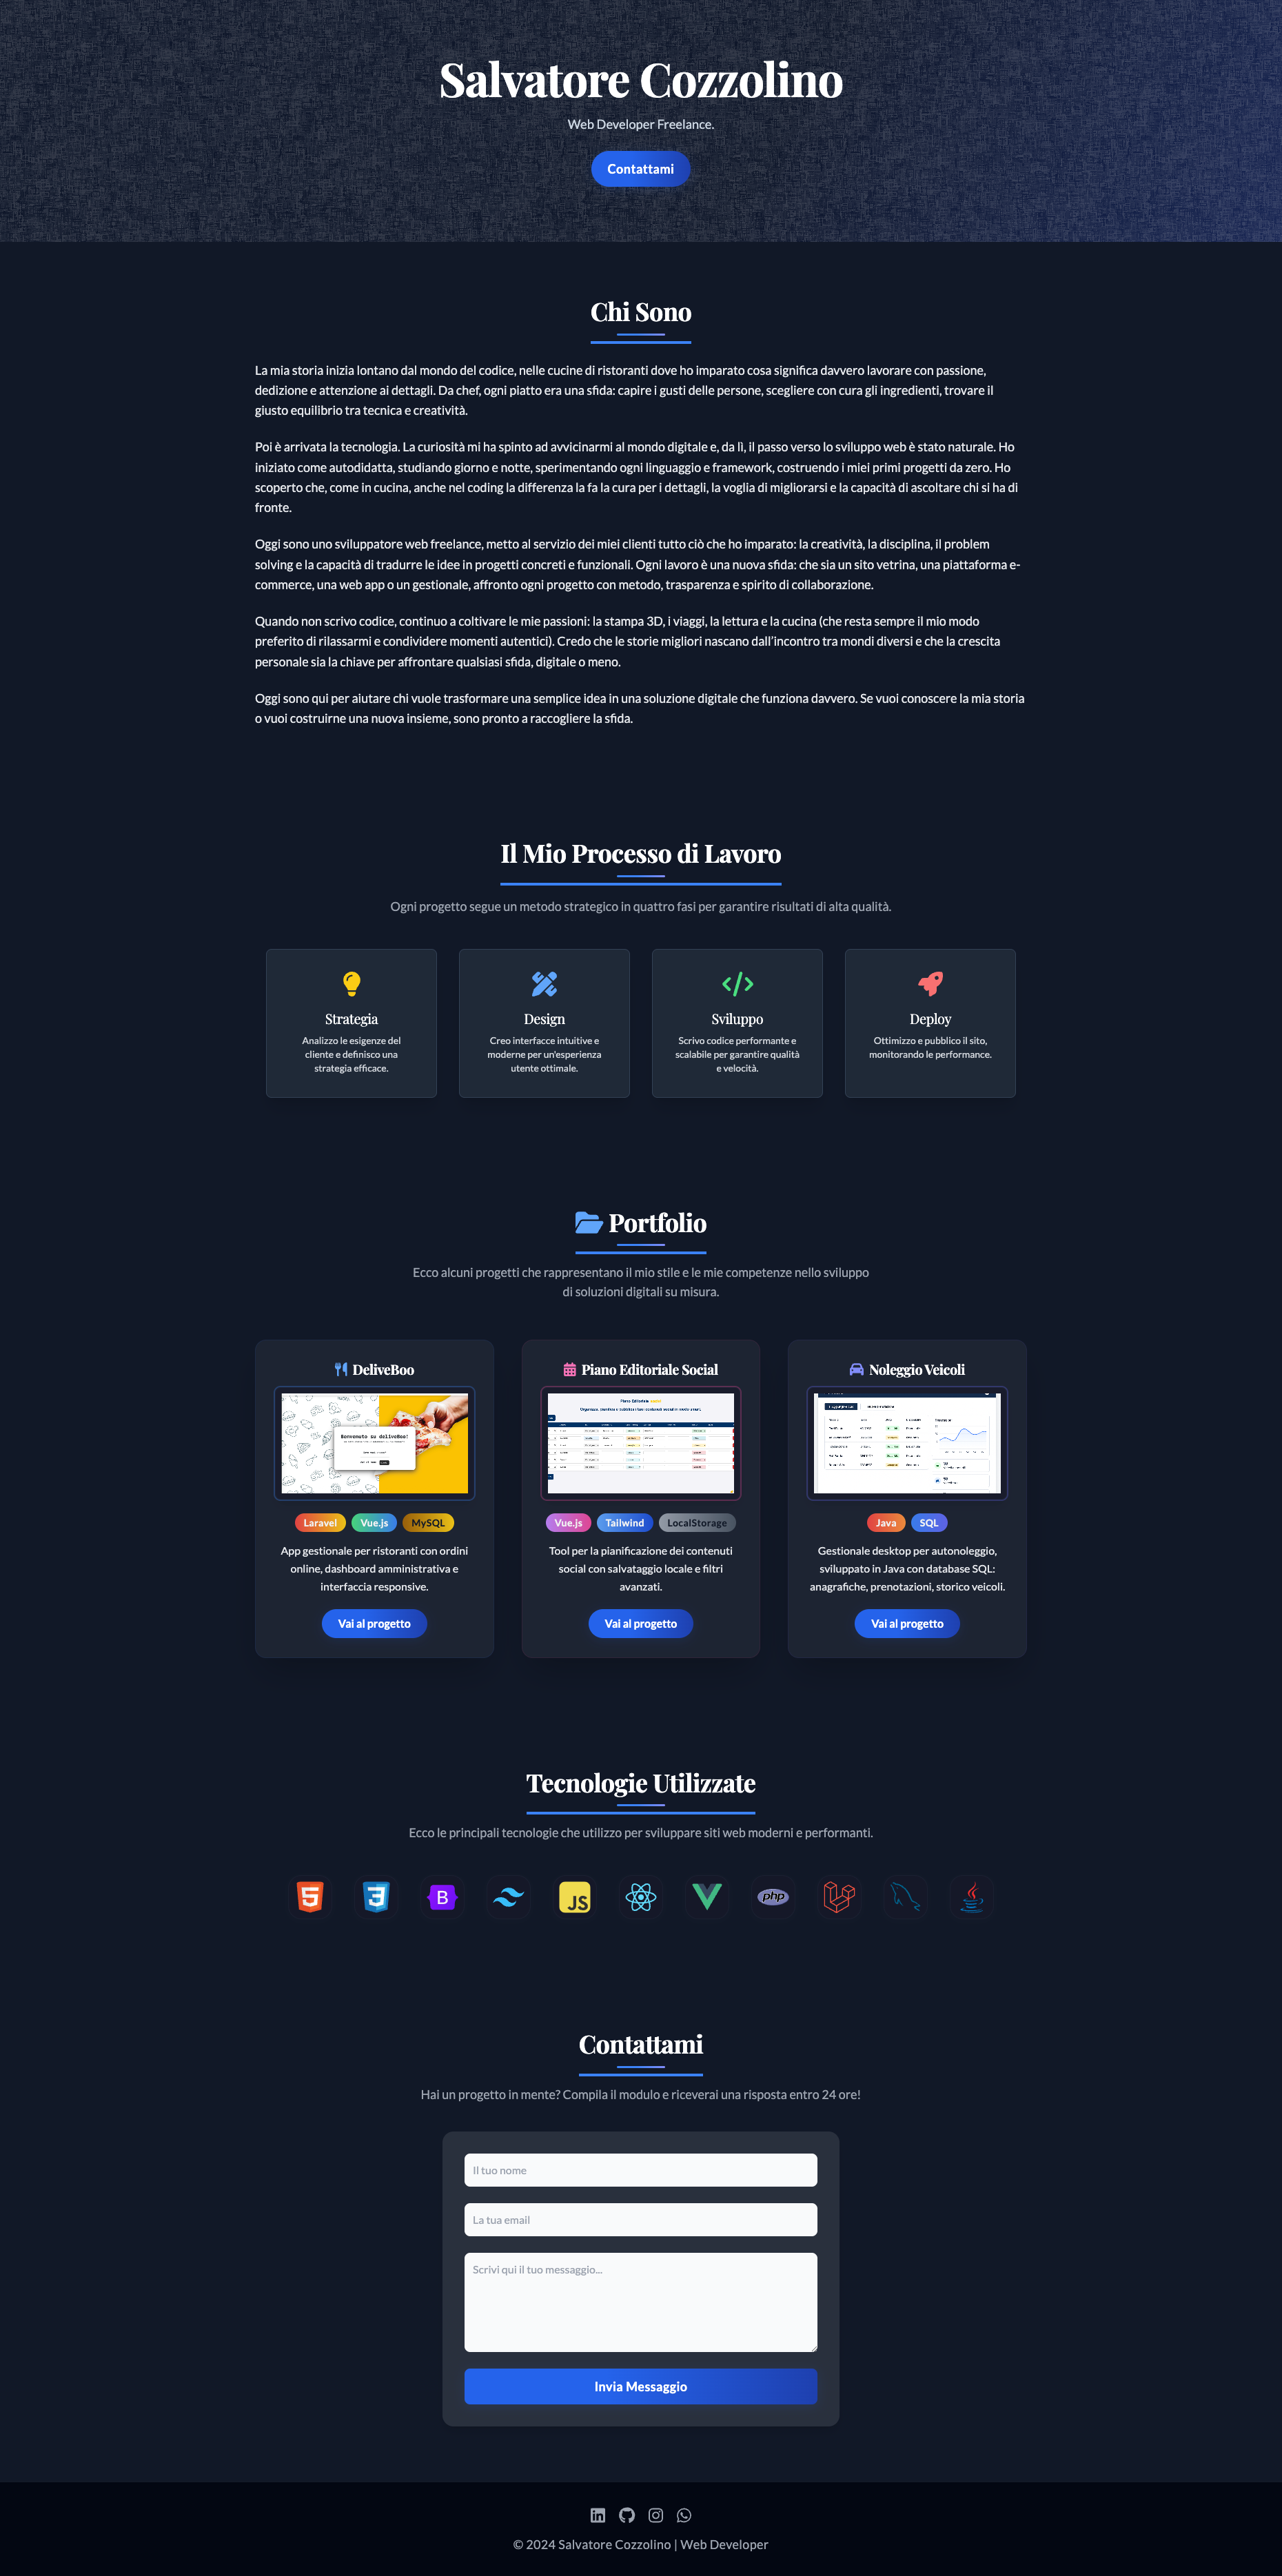 Salvatore Cozzolino
Web Developer Freelance.
Contattami
Chi Sono
La mia storia inizia lontano dal mondo del codice, nelle cucine di ristoranti dove ho imparato cosa significa davvero lavorare con passione,
dedizione e attenzione ai dettagli. Da chef, ogni piatto era una sfida: capire i gusti delle persone, scegliere con cura gli ingredienti, trovare il
giusto equilibrio tra tecnica e creatività.
Poi è arrivata la tecnologia. La curiosità mi ha spinto ad avvicinarmi al mondo digitale e, da lì, il passo verso lo sviluppo web è stato naturale. Ho
iniziato come autodidatta, studiando giorno e notte, sperimentando ogni linguaggio e framework, costruendo i miei primi progetti da zero. Ho
scoperto che, come in cucina, anche nel coding la differenza la fa la cura per i dettagli, la voglia di migliorarsi e la capacità di ascoltare chi si ha di
fronte.
Oggi sono uno sviluppatore web freelance, metto al servizio dei miei clienti tutto ciò che ho imparato: la creatività, la disciplina, il problem
solving e la capacità di tradurre le idee in progetti concreti e funzionali. Ogni lavoro è una nuova sfida: che sia un sito vetrina, una piattaforma e-
commerce, una web app o un gestionale, affronto ogni progetto con metodo, trasparenza e spirito di collaborazione.
Quando non scrivo codice, continuo a coltivare le mie passioni: la stampa 3D, i viaggi, la lettura e la cucina (che resta sempre il mio modo
preferito di rilassarmi e condividere momenti autentici). Credo che le storie migliori nascano dall'incontro tra mondi diversi e che la crescita
personale sia la chiave per affrontare qualsiasi sfida, digitale o meno.
Oggi sono qui per aiutare chi vuole trasformare una semplice idea in una soluzione digitale che funziona davvero. Se vuoi conoscere la mia storia
o vuoi costruirne una nuova insieme, sono pronto a raccogliere la sfida.
Il Mio Processo di Lavoro
Ogni progetto segue un metodo strategico in quattro fasi per garantire risultati di alta qualità.
Strategia
Analizzo le esigenze del
cliente e definisco una
strategia efficace.
Design
Creo interfacce intuitive e
moderne per un'esperienza
utente ottimale.
Sviluppo
Scrivo codice performante e
scalabile per garantire qualità
e velocità.
Deploy
Ottimizzo e pubblico il sito,
monitorando le performance.
Portfolio
Ecco alcuni progetti che rappresentano il mio stile e le mie competenze nello sviluppo
di soluzioni digitali su misura.
DeliveBoo
Benvenuto su deliveBoo!
Laravel Vue.js MySQL
App gestionale per ristoranti con ordini
online, dashboard amministrativa e
interfaccia responsive.
Vai al progetto
Piano Editoriale Social
Piano Editoriale
Vue.js Tailwind LocalStorage
Tool per la pianificazione dei contenuti
social con salvataggio locale e filtri
avanzati.
Vai al progetto
Noleggio Veicoli
Java SQL
Gestionale desktop per autonoleggio,
sviluppato in Java con database SQL:
anagrafiche, prenotazioni, storico veicoli.
Vai al progetto
Tecnologie Utilizzate
Ecco le principali tecnologie che utilizzo per sviluppare siti web moderni e performanti.
5 3 B JS php
Contattami
Hai un progetto in mente? Compila il modulo e riceverai una risposta entro 24 ore!
Il tuo nome
La tua email
Scrivi qui il tuo messaggio...
Invia Messaggio
© 2024 Salvatore Cozzolino | Web Developer